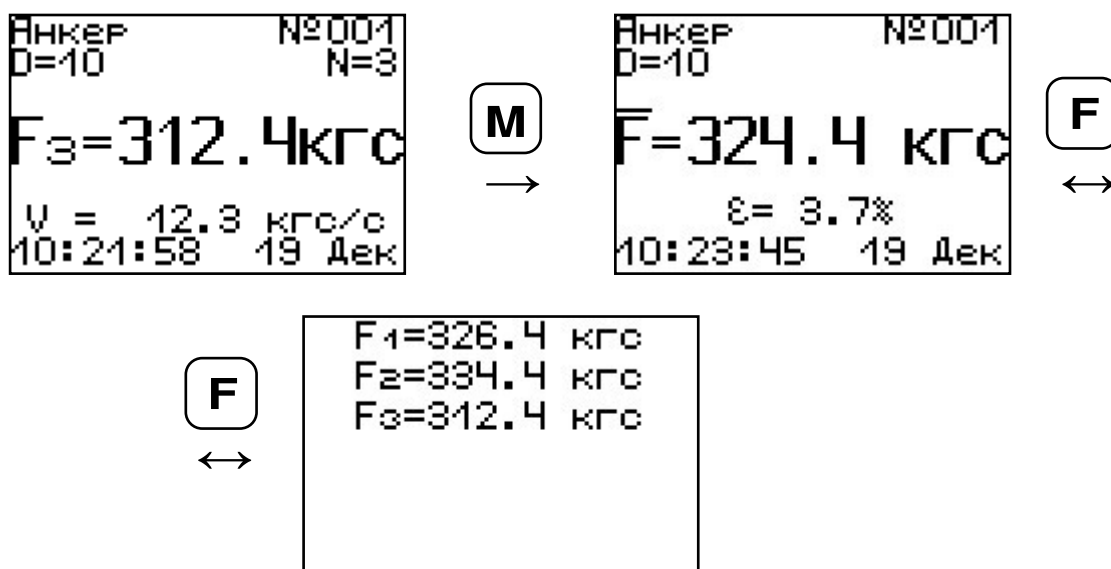 Анкер №001
D=10 N=3
F3=312.4кгс
V = 12.3 кгс/с
10:21:58 19 Дек
M
→
Анкер №001
D=10
F̅=324.4 кгс
ε= 3.7%
10:23:45 19 Дек
F
↔
F
↔
F1=326.4 кгс
F2=334.4 кгс
F3=312.4 кгс